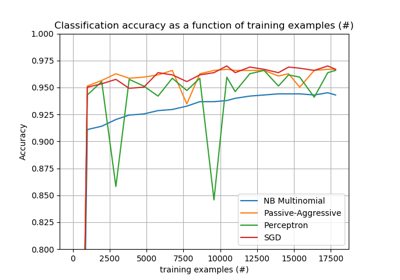 Classification accuracy as a function of training examples (#)
1.000
0.975
0.950
0.925
0.900
0.875
0.850
0.825
0.800
Accuracy
NB Multinomial
Passive-Aggressive
Perceptron
SGD
0 2500 5000 7500 10000 12500 15000 17500
training examples (#)